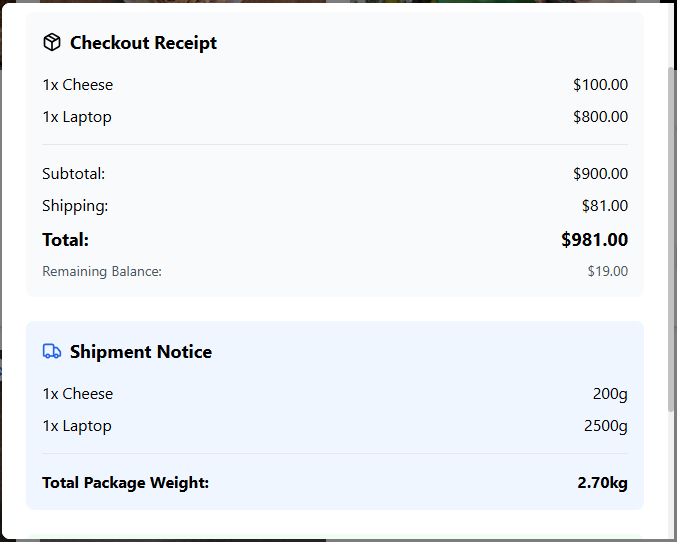 Checkout Receipt
1x Cheese $100.00
1x Laptop $800.00
Subtotal: $900.00
Shipping: $81.00
Total: $981.00
Remaining Balance: $19.00
Shipment Notice
1x Cheese 200g
1x Laptop 2500g
Total Package Weight: 2.70kg